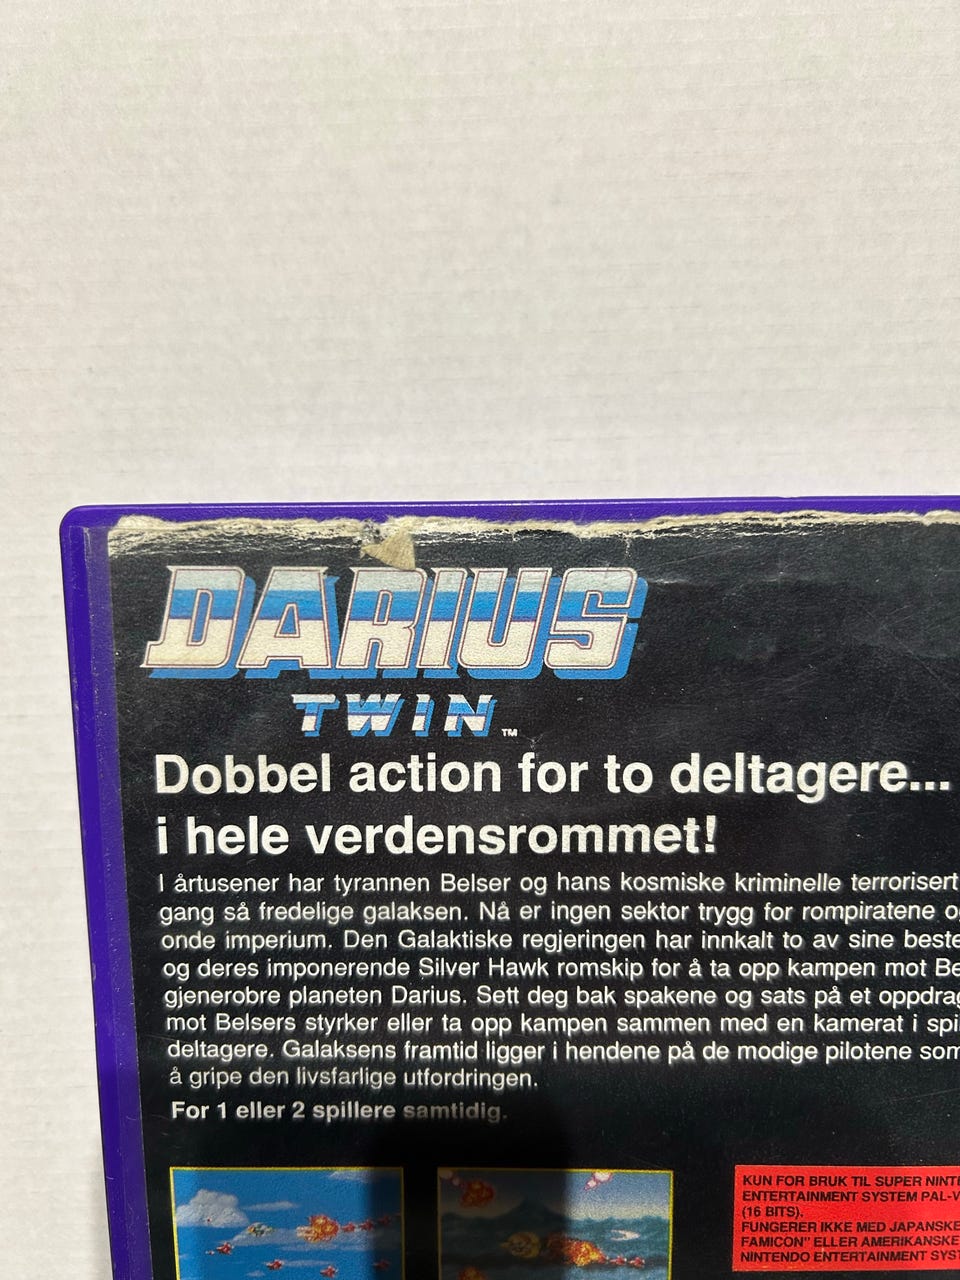 DARIUS
TWIN™
Dobbel action for to deltagere...
i hele verdensrommet!
I årtusener har tyrannen Belser og hans kosmiske kriminelle terrorisert
gang så fredelige galaksen. Nå er ingen sektor trygg for rompiratene
onde imperium. Den Galaktiske regjeringen har innkalt to av sine beste
og deres imponerende Silver Hawk romskip for å ta opp kampen mot
gjenerobre planeten Darius. Sett deg bak spakene og sats på et
mot Belsers styrker eller ta opp kampen sammen med en kamerat i
deltagere. Galaksens framtid ligger i hendene på de modige pilotene som
å gripe den livsfarlige utfordringen.
For 1 eller 2 spillere samtidig.
KUN FOR BRUK TIL SUPER
ENTERTAINMENT SYSTEM
(16 BITS).
FUNGERER IKKE MED JAPANSKE
FAMICON" ELLER AMERIKANSKE
NINTENDO ENTERTAINMENT